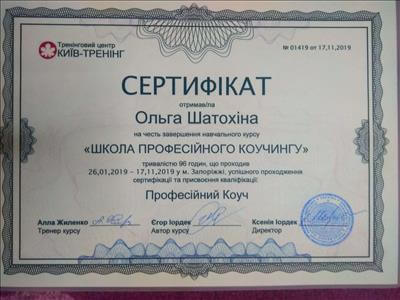 Тренінговий центр
КИЇВ-ТРЕНІНГ
№ 01419 от 17,11,2019
СЕРТИФІКАТ
отримав/ла
Ольга Шатохіна
на честь завершення навчального курсу
«ШКОЛА ПРОФЕСІЙНОГО КОУЧИНГУ»
тривалістю 96 годин, що проходив
26,01,2019 – 17,11,2019 у м. Запоріжжі, успішного проходження
сертифікації та присвоєння кваліфікації:
Професійний Коуч
Алла Жиленко
Тренер курсу
Єгор Іордек
Автор курсу
Ксенія Іордек
Директор